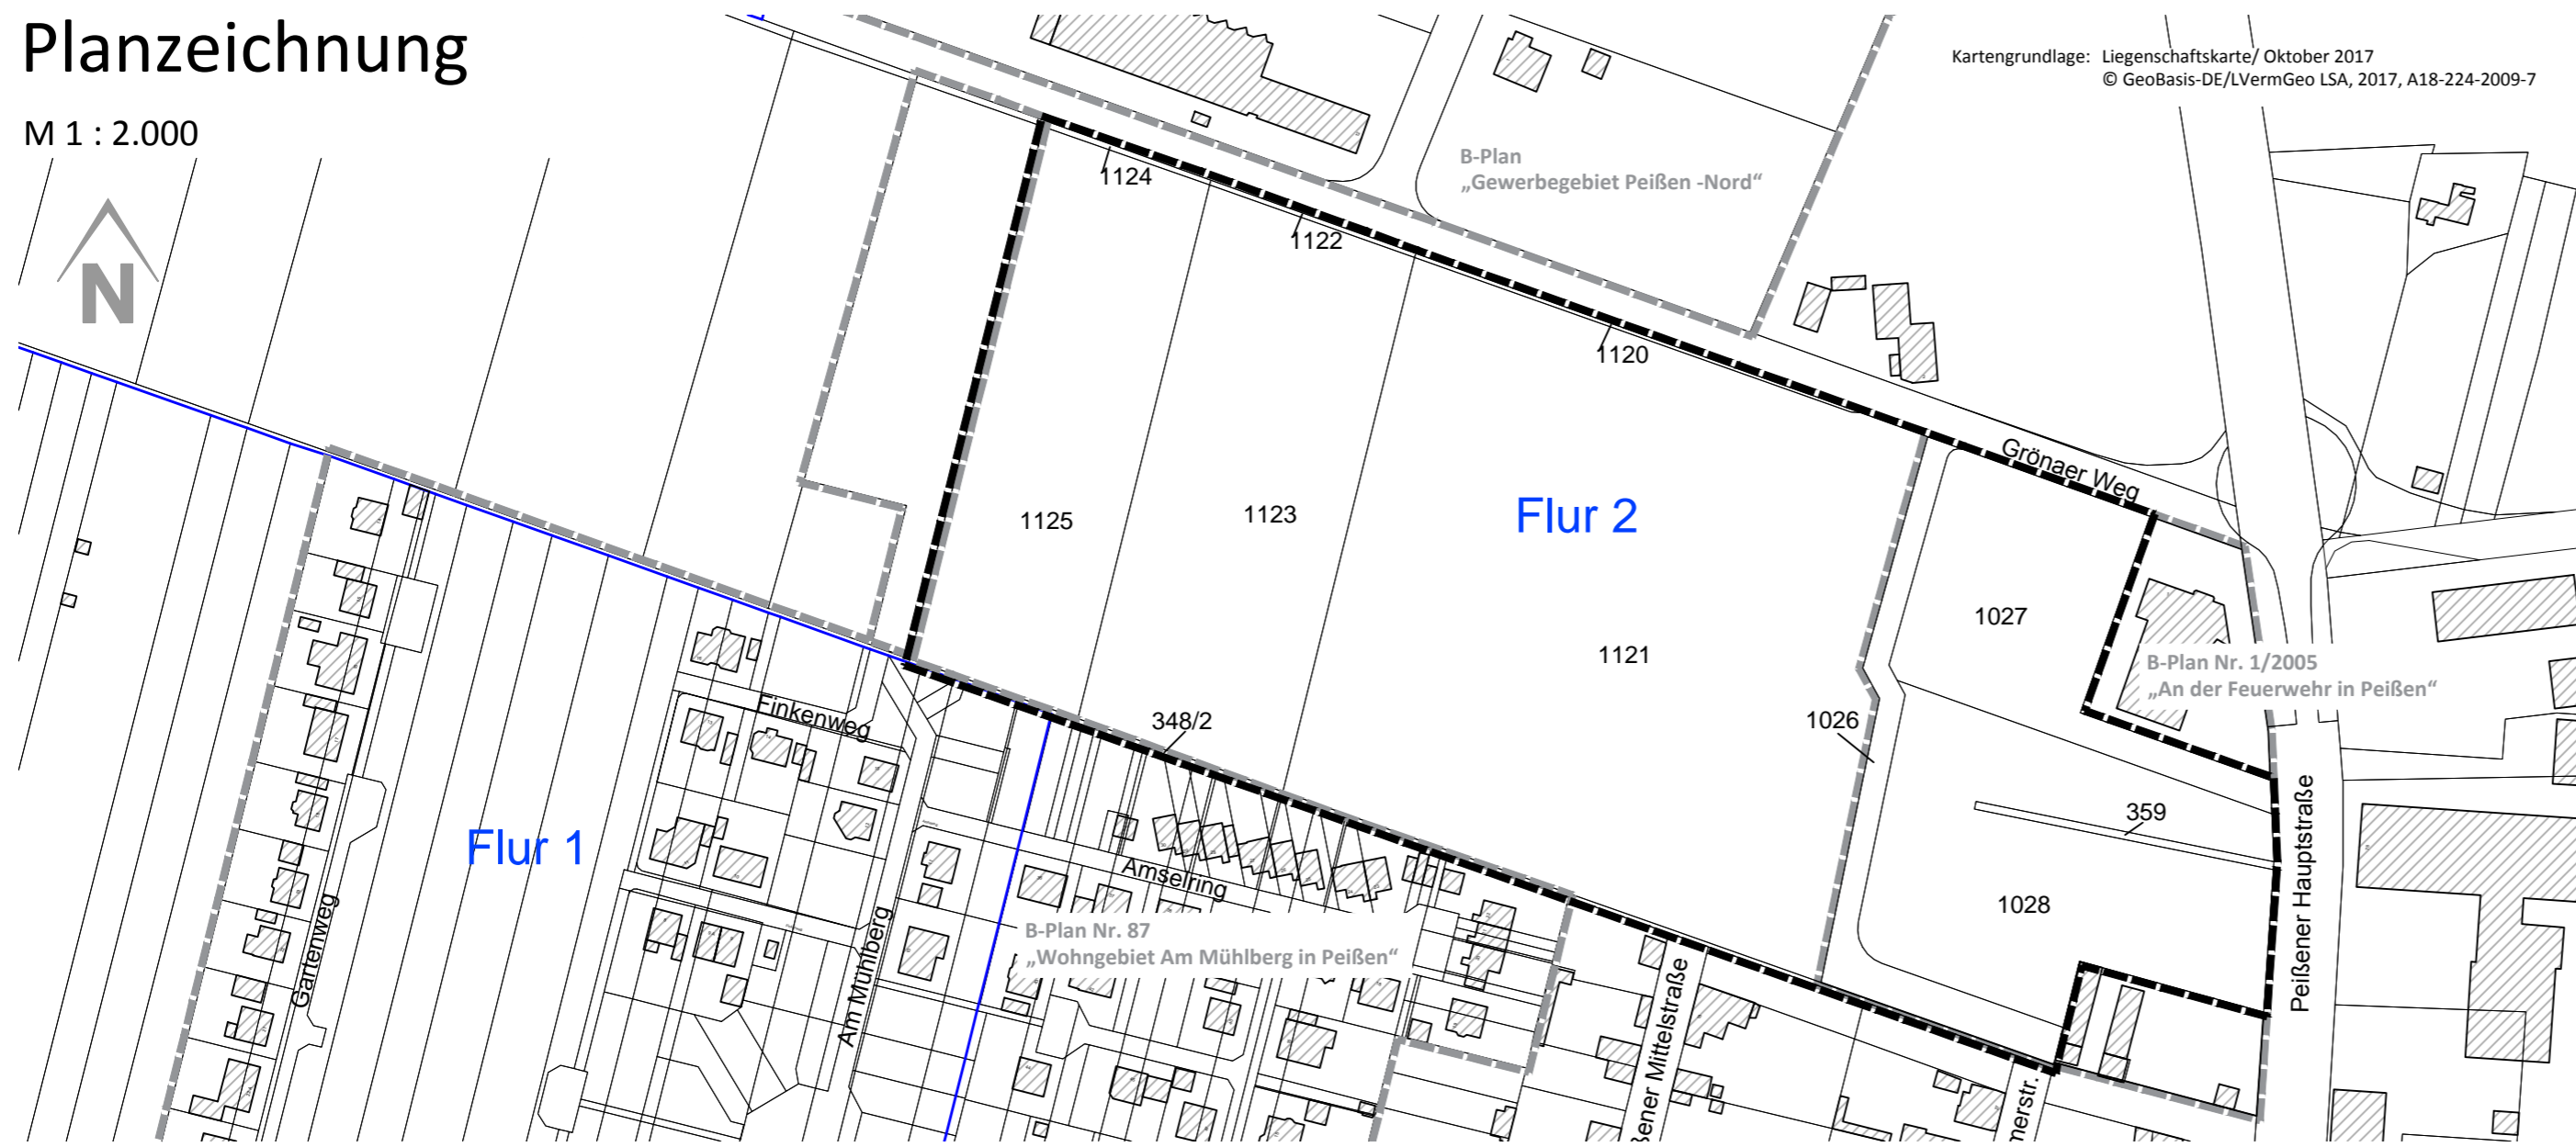 Planzeichnung
M 1 : 2.000
N
Kartengrundlage: Liegenschaftskarte/ Oktober 2017
© GeoBasis-DE/LVermGeo LSA, 2017, A18-224-2009-7
B-Plan
„Gewerbegebiet Peißen -Nord“
1124
1122
1120
Grönaer Weg
1125
1123
Flur 2
1121
1027
B-Plan Nr. 1/2005
„An der Feuerwehr in Peißen“
1026
348/2
Finkenweg
359
1028
Flur 1
Amselring
Gartenweg
Am Mühlberg
B-Plan Nr. 87
„Wohngebiet Am Mühlberg in Peißen“
Peißener Hauptstraße
ßener Mittelstraße
merstr.